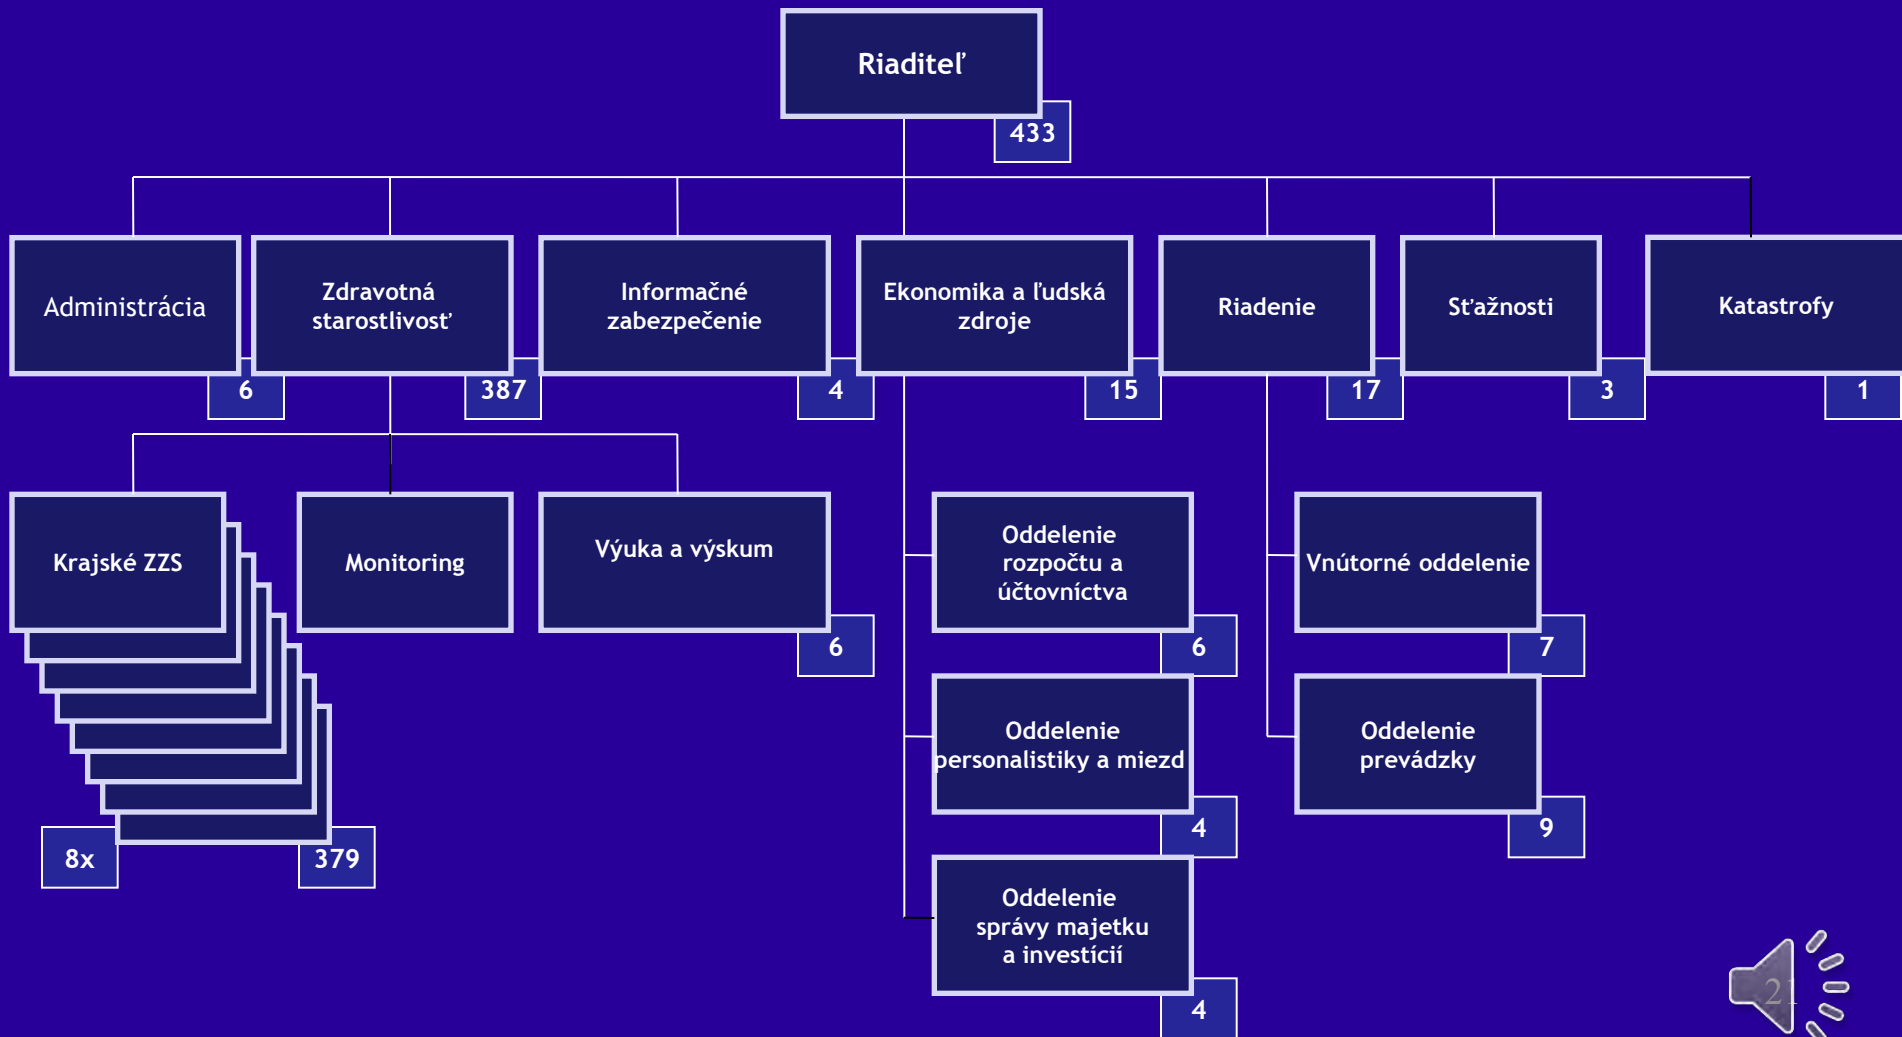 Riaditeľ
433
Administrácia
6
Zdravotná
starostlivosť
387
Informačné
zabezpečenie
4
Ekonomika a ľudská
zdroje
15
Riadenie
17
Sťažnosti
3
Katastrofy
1
Krajské ZZS
8x
379
Monitoring
Výuka a výskum
6
Oddelenie
rozpočtu a
účtovníctva
6
Oddelenie
personalistiky a miezd
4
Oddelenie
správy majetku
a investícií
4
Vnútorné oddelenie
7
Oddelenie
prevádzky
9
21